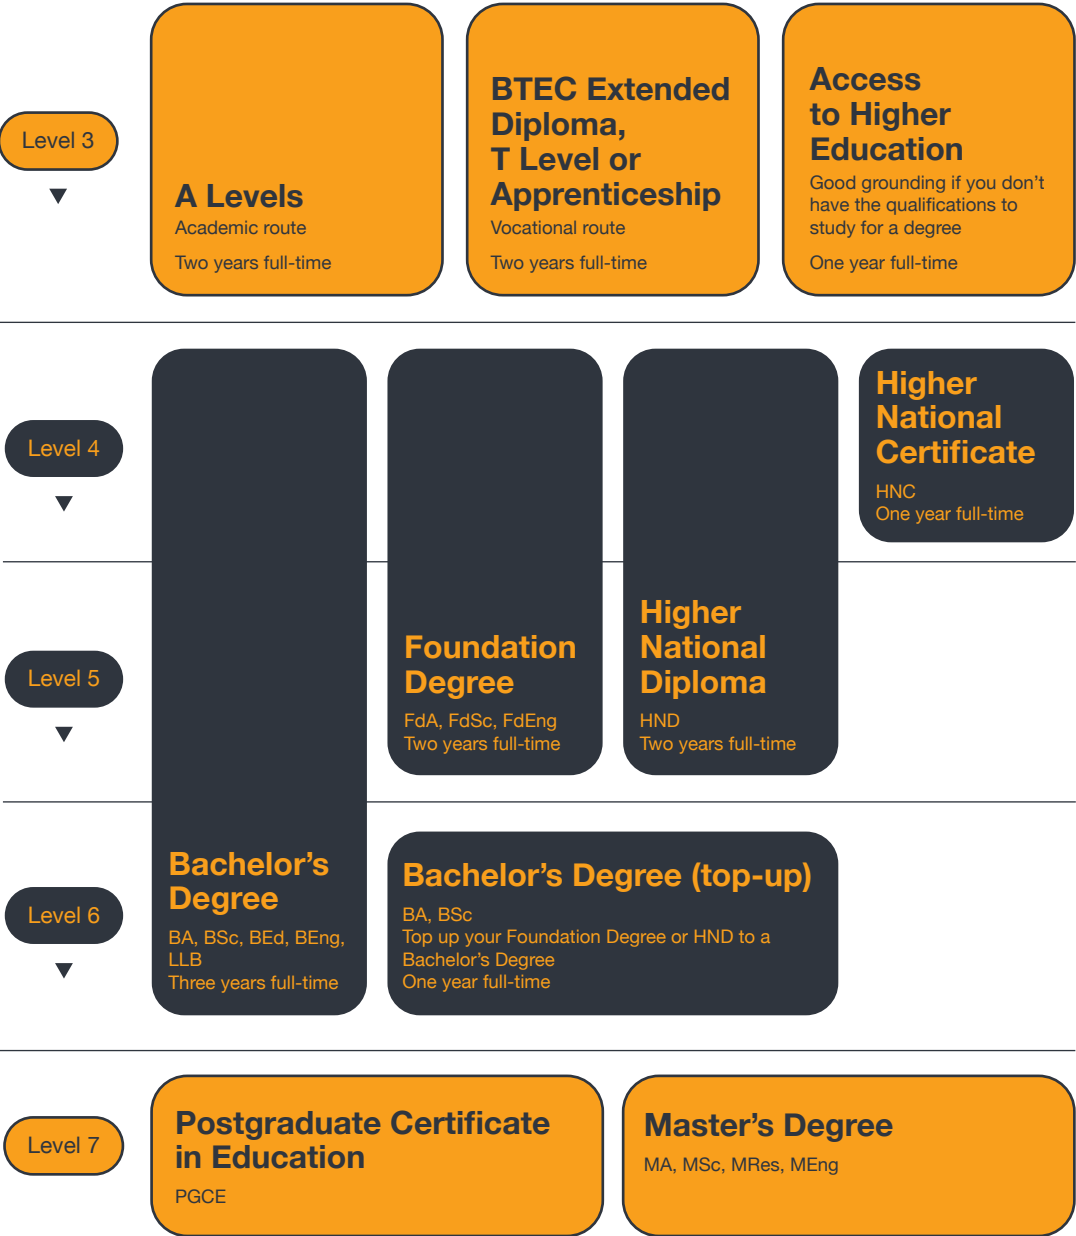 Level 3
A Levels
Academic route
Two years full-time
BTEC Extended
Diploma,
T Level or
Apprenticeship
Vocational route
Two years full-time
Access
to Higher
Education
Good grounding if you don’t
have the qualifications to
study for a degree
One year full-time
Level 4
Higher
National
Certificate
HNC
One year full-time
Level 5
Foundation
Degree
FdA, FdSc, FdEng
Two years full-time
Higher
National
Diploma
HND
Two years full-time
Level 6
Bachelor’s
Degree
BA, BSc, BEd, BEng,
LLB
Three years full-time
Bachelor’s Degree (top-up)
BA, BSc
Top up your Foundation Degree or HND to a
Bachelor’s Degree
One year full-time
Level 7
Postgraduate Certificate
in Education
PGCE
Master’s Degree
MA, MSc, MRes, MEng